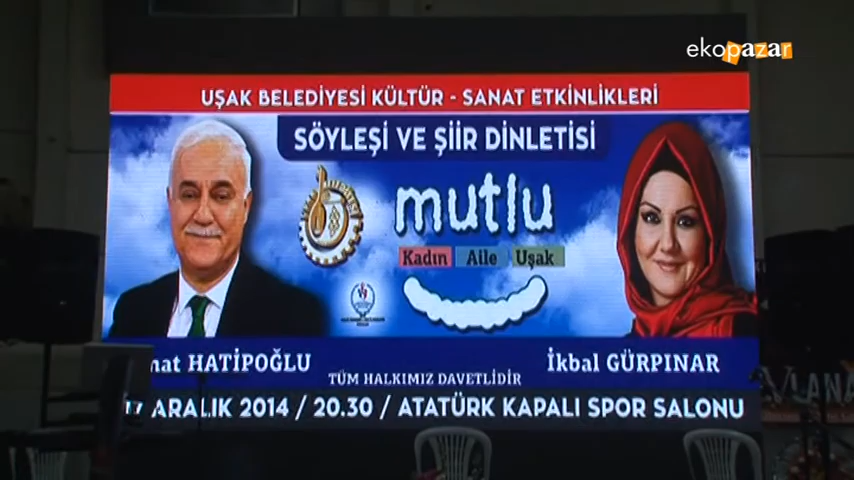 ekopazar
UŞAK BELEDİYESİ KÜLTÜR - SANAT ETKİNLİKLERİ
SÖYLEŞİ VE ŞİİR DİNLETİSİ
mutlu
Kadın Aile Uşak
HATİPOĞLU
İkbal GÜRPINAR
TÜM HALKIMIZ DAVETLİDİR
ARALIK 2014 / 20.30 / ATATÜRK KAPALI SPOR SALONU